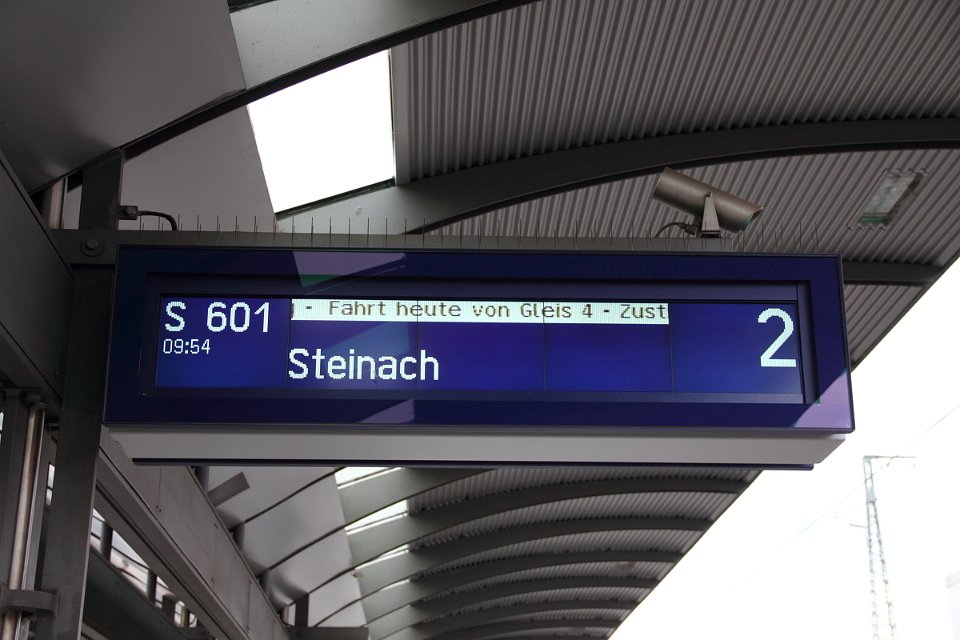 S 601
- Fahrt heute von Gleis 4 - Zust
2
09:54
Steinach